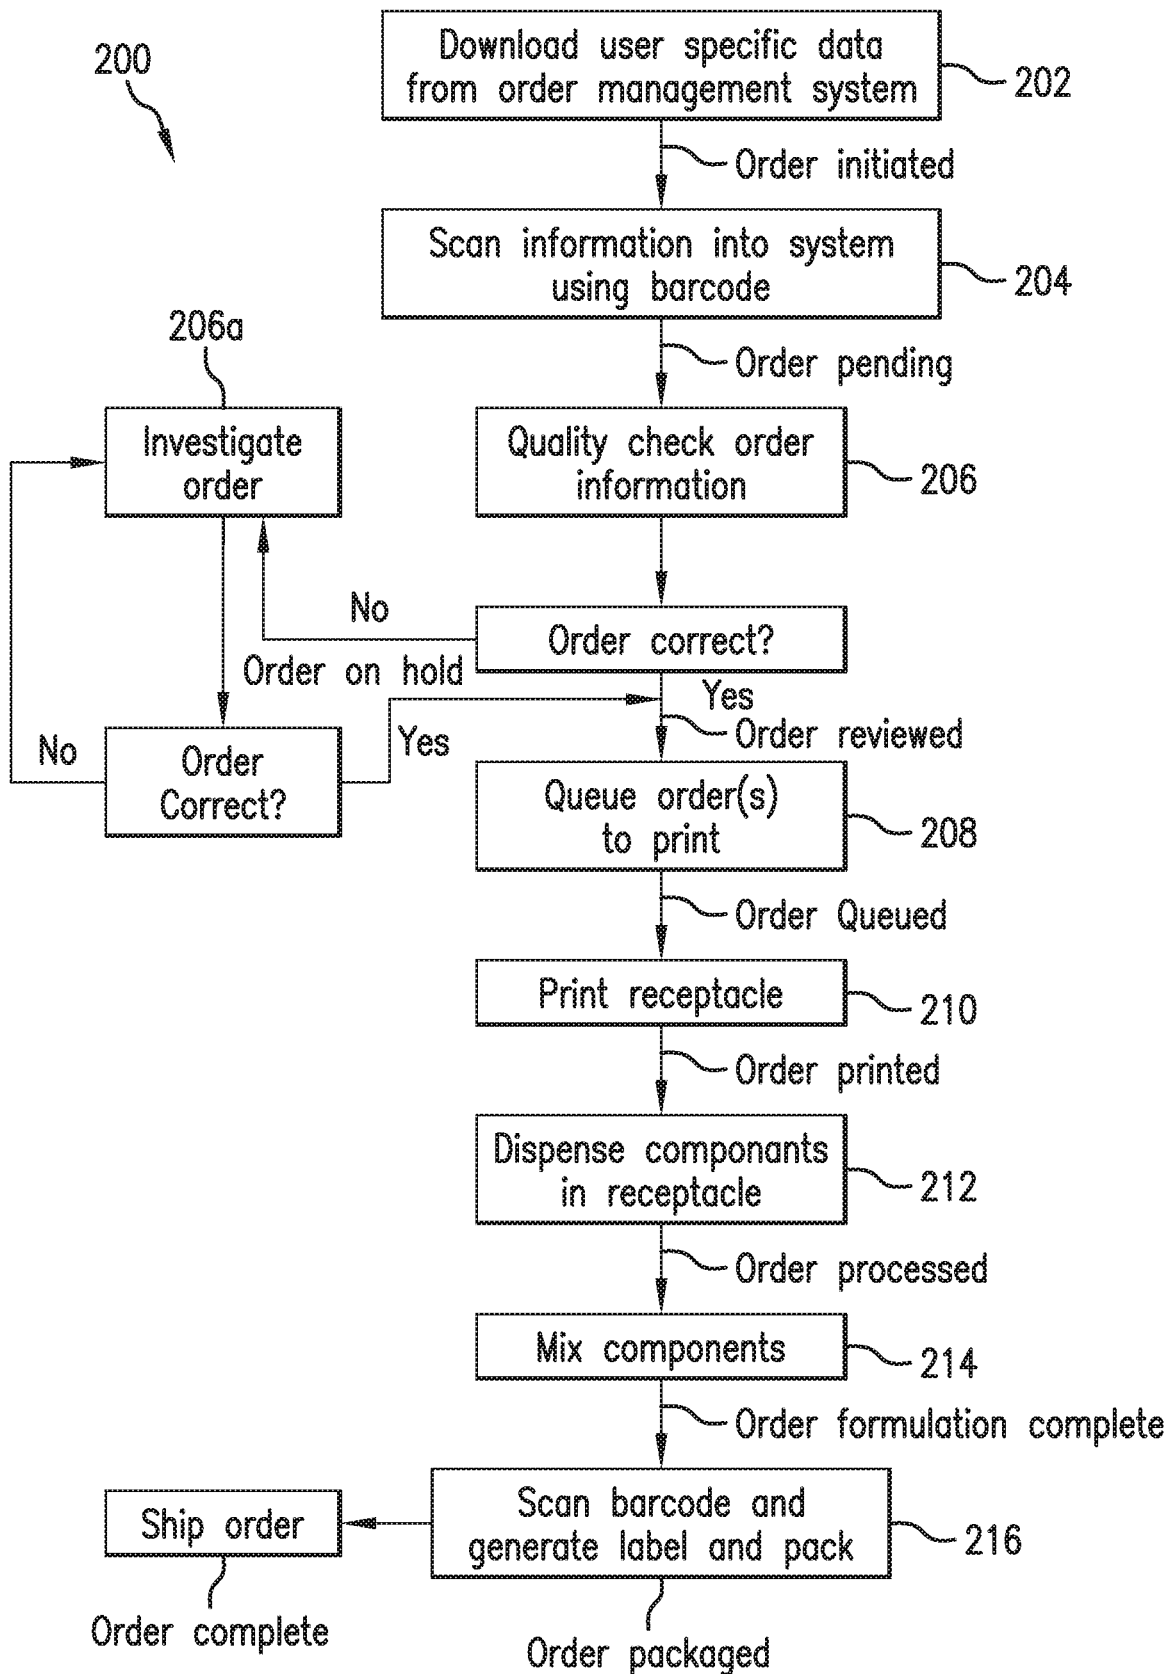 200
Download user specific data
from order management system
202
Order initiated
Scan information into system
using barcode
204
Order pending
206a
Investigate
order
Quality check order
information
206
No
Order correct?
Order on hold
Yes
Order reviewed
No
Order
Correct?
Yes
Queue order(s)
to print
208
Order Queued
Print receptacle
210
Order printed
Dispense componants
in receptacle
212
Order processed
Mix components
214
Order formulation complete
Scan barcode and
generate label and pack
216
Ship order
Order complete
Order packaged